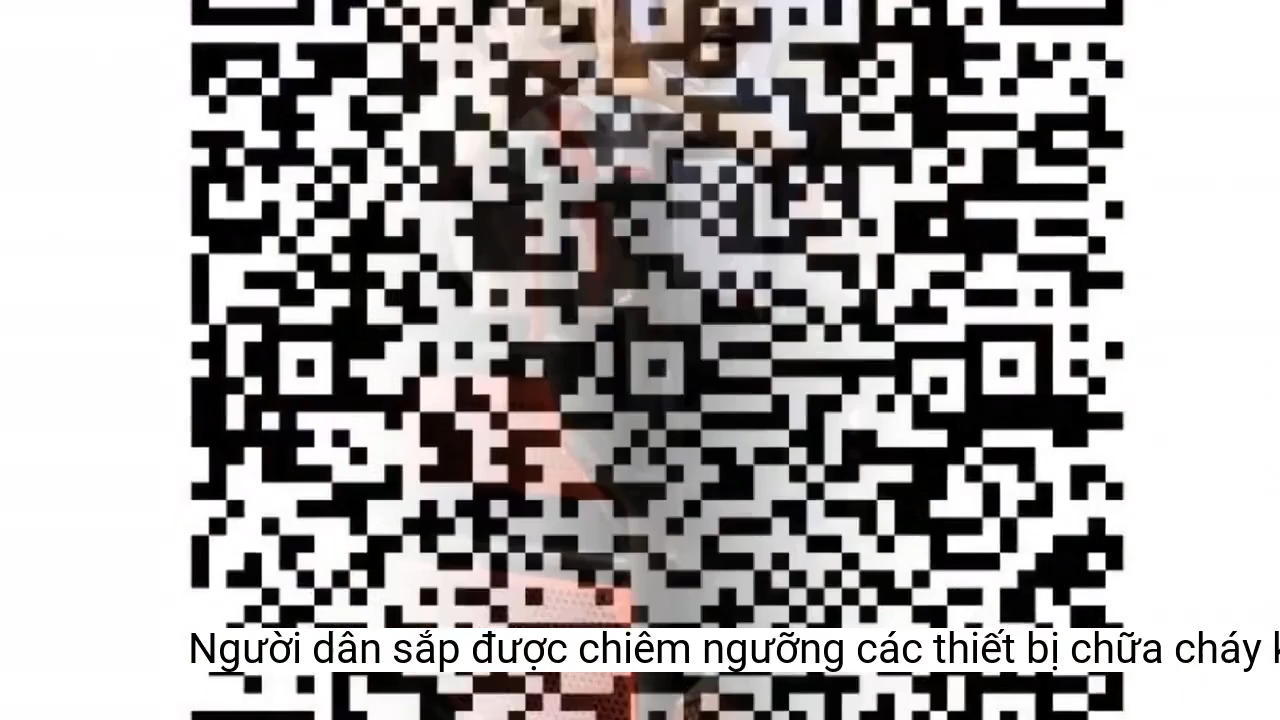 Người dân sắp được chiêm ngưỡng các thiết bị chữa cháy